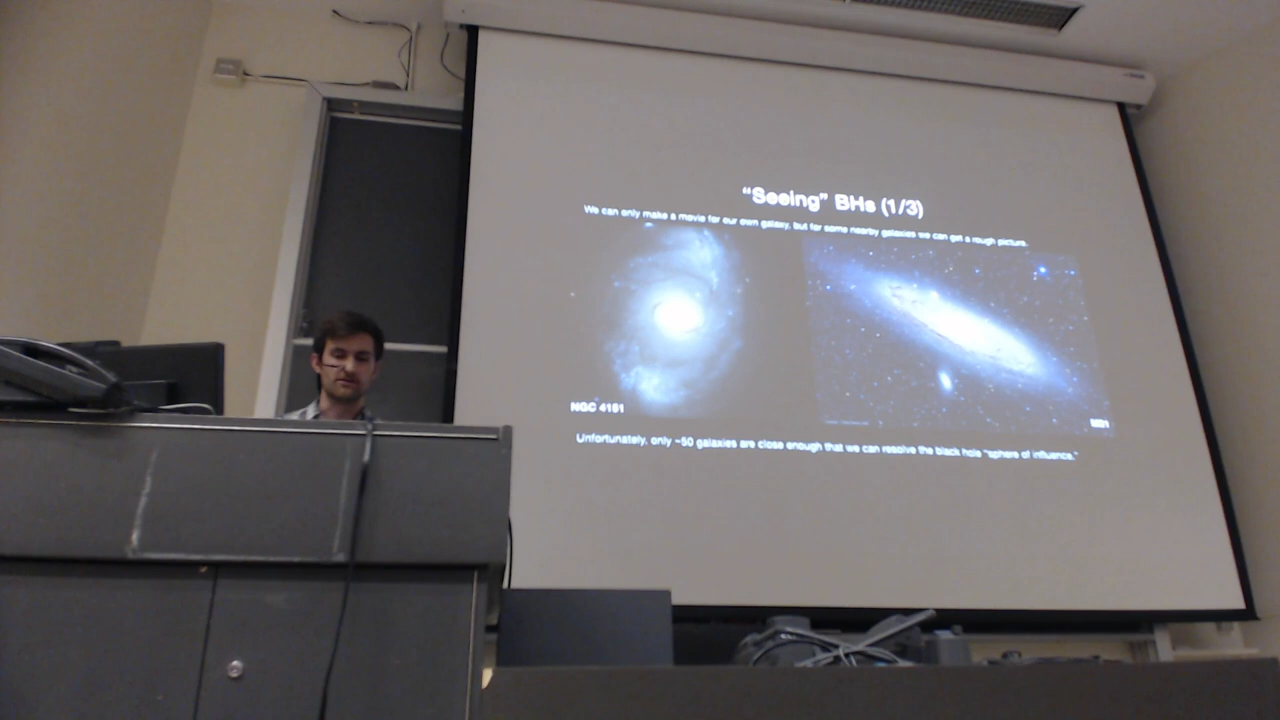 "Seeing" BHs (1/3)
We can only make a movie for our own galaxy, but for some nearby galaxies we can get a rough picture.
NGC 4151
M31
Unfortunately, only ~50 galaxies are close enough that we can resolve the black hole "sphere of influence."